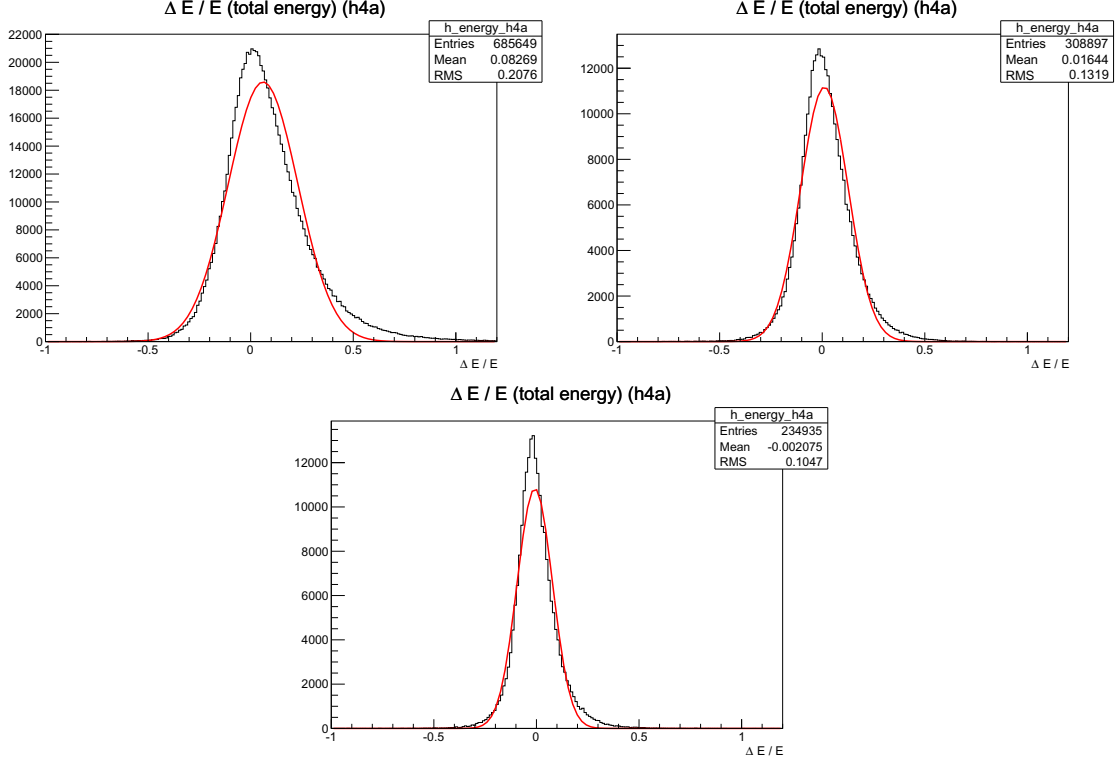 Δ E / E (total energy) (h4a)
h_energy_h4a
Entries 685649
Mean 0.08269
RMS 0.2076
22000
20000
18000
16000
14000
12000
10000
8000
6000
4000
2000
0
-1 -0.5 0 0.5 1
Δ E / E
Δ E / E (total energy) (h4a)
h_energy_h4a
Entries 308897
Mean 0.01644
RMS 0.1319
12000
10000
8000
6000
4000
2000
0
-1 -0.5 0 0.5 1
Δ E / E
Δ E / E (total energy) (h4a)
h_energy_h4a
Entries 234935
Mean -0.002075
RMS 0.1047
12000
10000
8000
6000
4000
2000
0
-1 -0.5 0 0.5 1
Δ E / E